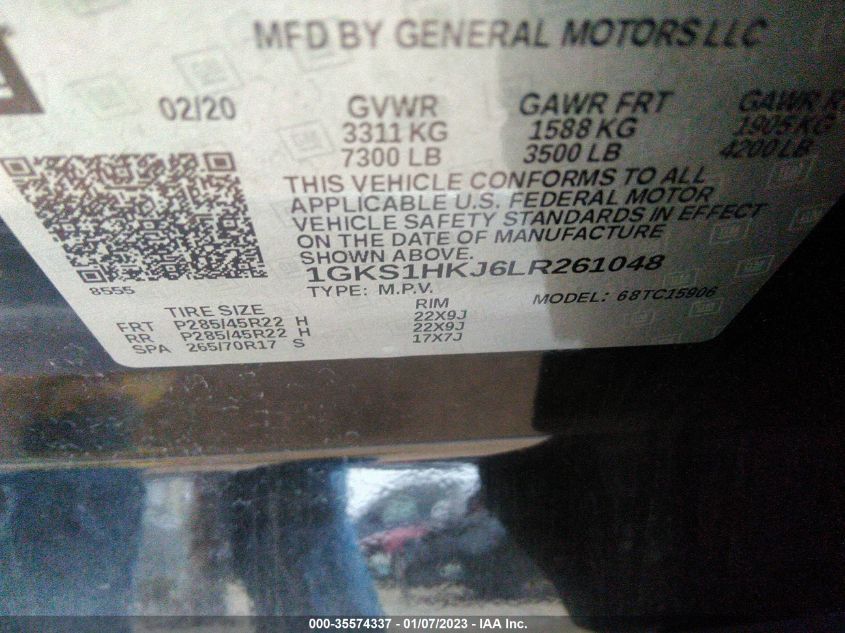 MFD BY GENERAL MOTORS LLC
02/20 GVWR GAWR FRT GAWR
3311 KG 1588 KG 1905 KG
7300 LB 3500 LB 4200 LB
THIS VEHICLE CONFORMS TO ALL
APPLICABLE U.S. FEDERAL MOTOR
VEHICLE SAFETY STANDARDS IN EFFECT
ON THE DATE OF MANUFACTURE
SHOWN ABOVE.
1GKS1HKJ6LR261048
8555 TYPE: M.P.V. MODEL: 68TC15906
TIRE SIZE RIM
FRT P285/45R22 H 22X9J
RR P285/45R22 H 22X9J
SPA 265/70R17 S 17X7J
000-35574337 - 01/07/2023 - IAA Inc.